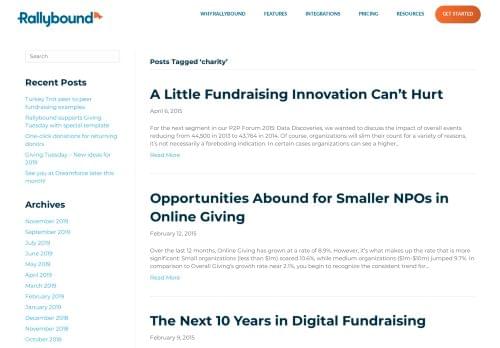 Rallybound
WHY RALLYBOUND
FEATURES
INTEGRATIONS
PRICING
RESOURCES
GET STARTED
Search
Recent Posts
Turkey Trot peer to peer
fundraising examples
Rallybound supports Giving
Tuesday with special template
One-click donations for returning
donors
Giving Tuesday – New ideas for
2019
See you at Dreamforce later this
month!
Archives
November 2019
September 2019
July 2019
June 2019
May 2019
April 2019
March 2019
February 2019
January 2019
December 2018
November 2018
October 2018
Posts Tagged ‘charity’
A Little Fundraising Innovation Can’t Hurt
April 6, 2015
For the next segment in our P2P Forum 2015: Data Discoveries, we wanted to discuss the impact of overall events
reducing from 44,500 in 2013 to 43,764 in 2014. Of course, organizations will slim their count for a variety of reasons,
it’s not necessarily a foreboding indication. In certain cases organizations can see a higher...
Read More
Opportunities Abound for Smaller NPOs in
Online Giving
February 12, 2015
Over the last 12 months, Online Giving has grown at a rate of 8.9%. However, it’s what makes up the rate that is more
significant: Small organizations (less than $1m) soared 10.6%, while medium organizations ($1m-$10m) jumped 9.7%. In
comparison to Overall Giving’s growth rate near 2.1%, you begin to recognize the consistent trend for...
Read More
The Next 10 Years in Digital Fundraising
February 9, 2015